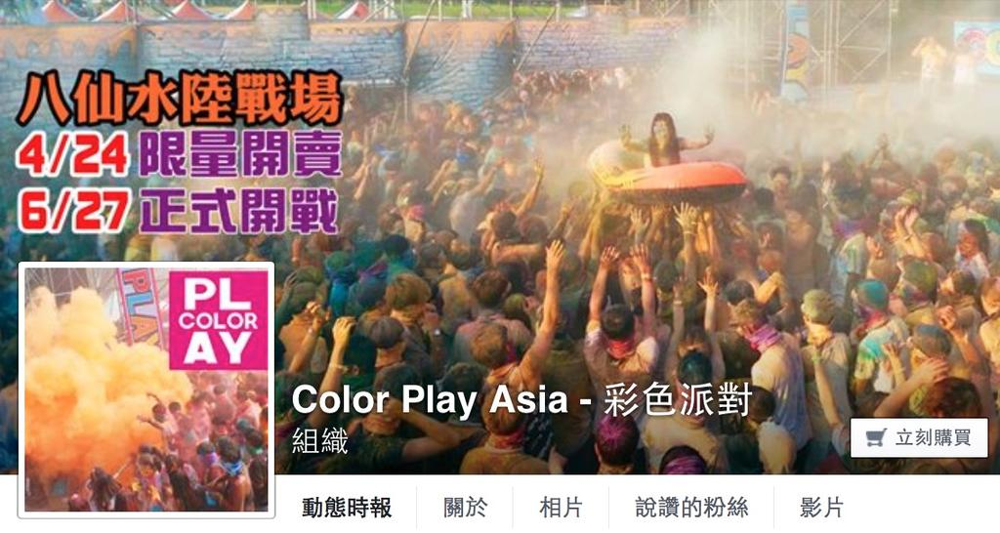 八仙水陸戰場
4/24 限量開賣
6/27 正式開戰
PLAY
PL
COLOR
AY
Color Play Asia - 彩色派對
組織
立刻購買
動態時報
關於
相片
說讚的粉絲
影片